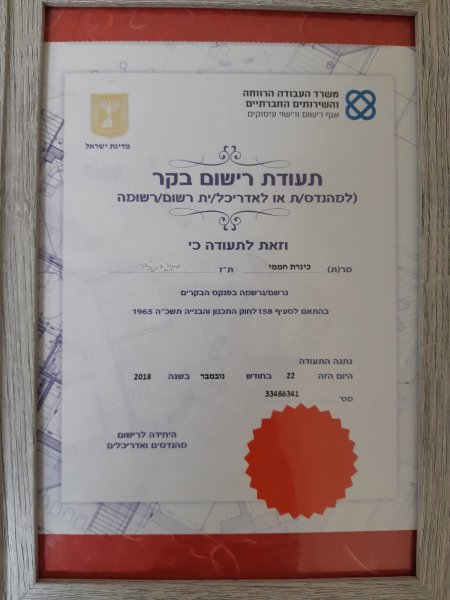 משרד העבודה הרווחה
והשירותים החברתיים
אגף רישום ורישוי עיסוקים
מדינת ישראל
תעודת רישום בקר
(למהנדס/ת או לאדריכל/ית רשום/רשומה
וזאת לתעודה כי
מר(ת) כינרת חממי ת"ז
נרשם/נרשמה בפנקס הבקרים
בהתאם לסעיף 158 לחוק התכנון והבנייה תשכ"ה 1965
נתנה התעודה
היום הזה 22 בחודש נובמבר בשנה 2018
מס' 33486341
היחידה לרישום
מהנדסים ואדריכלים